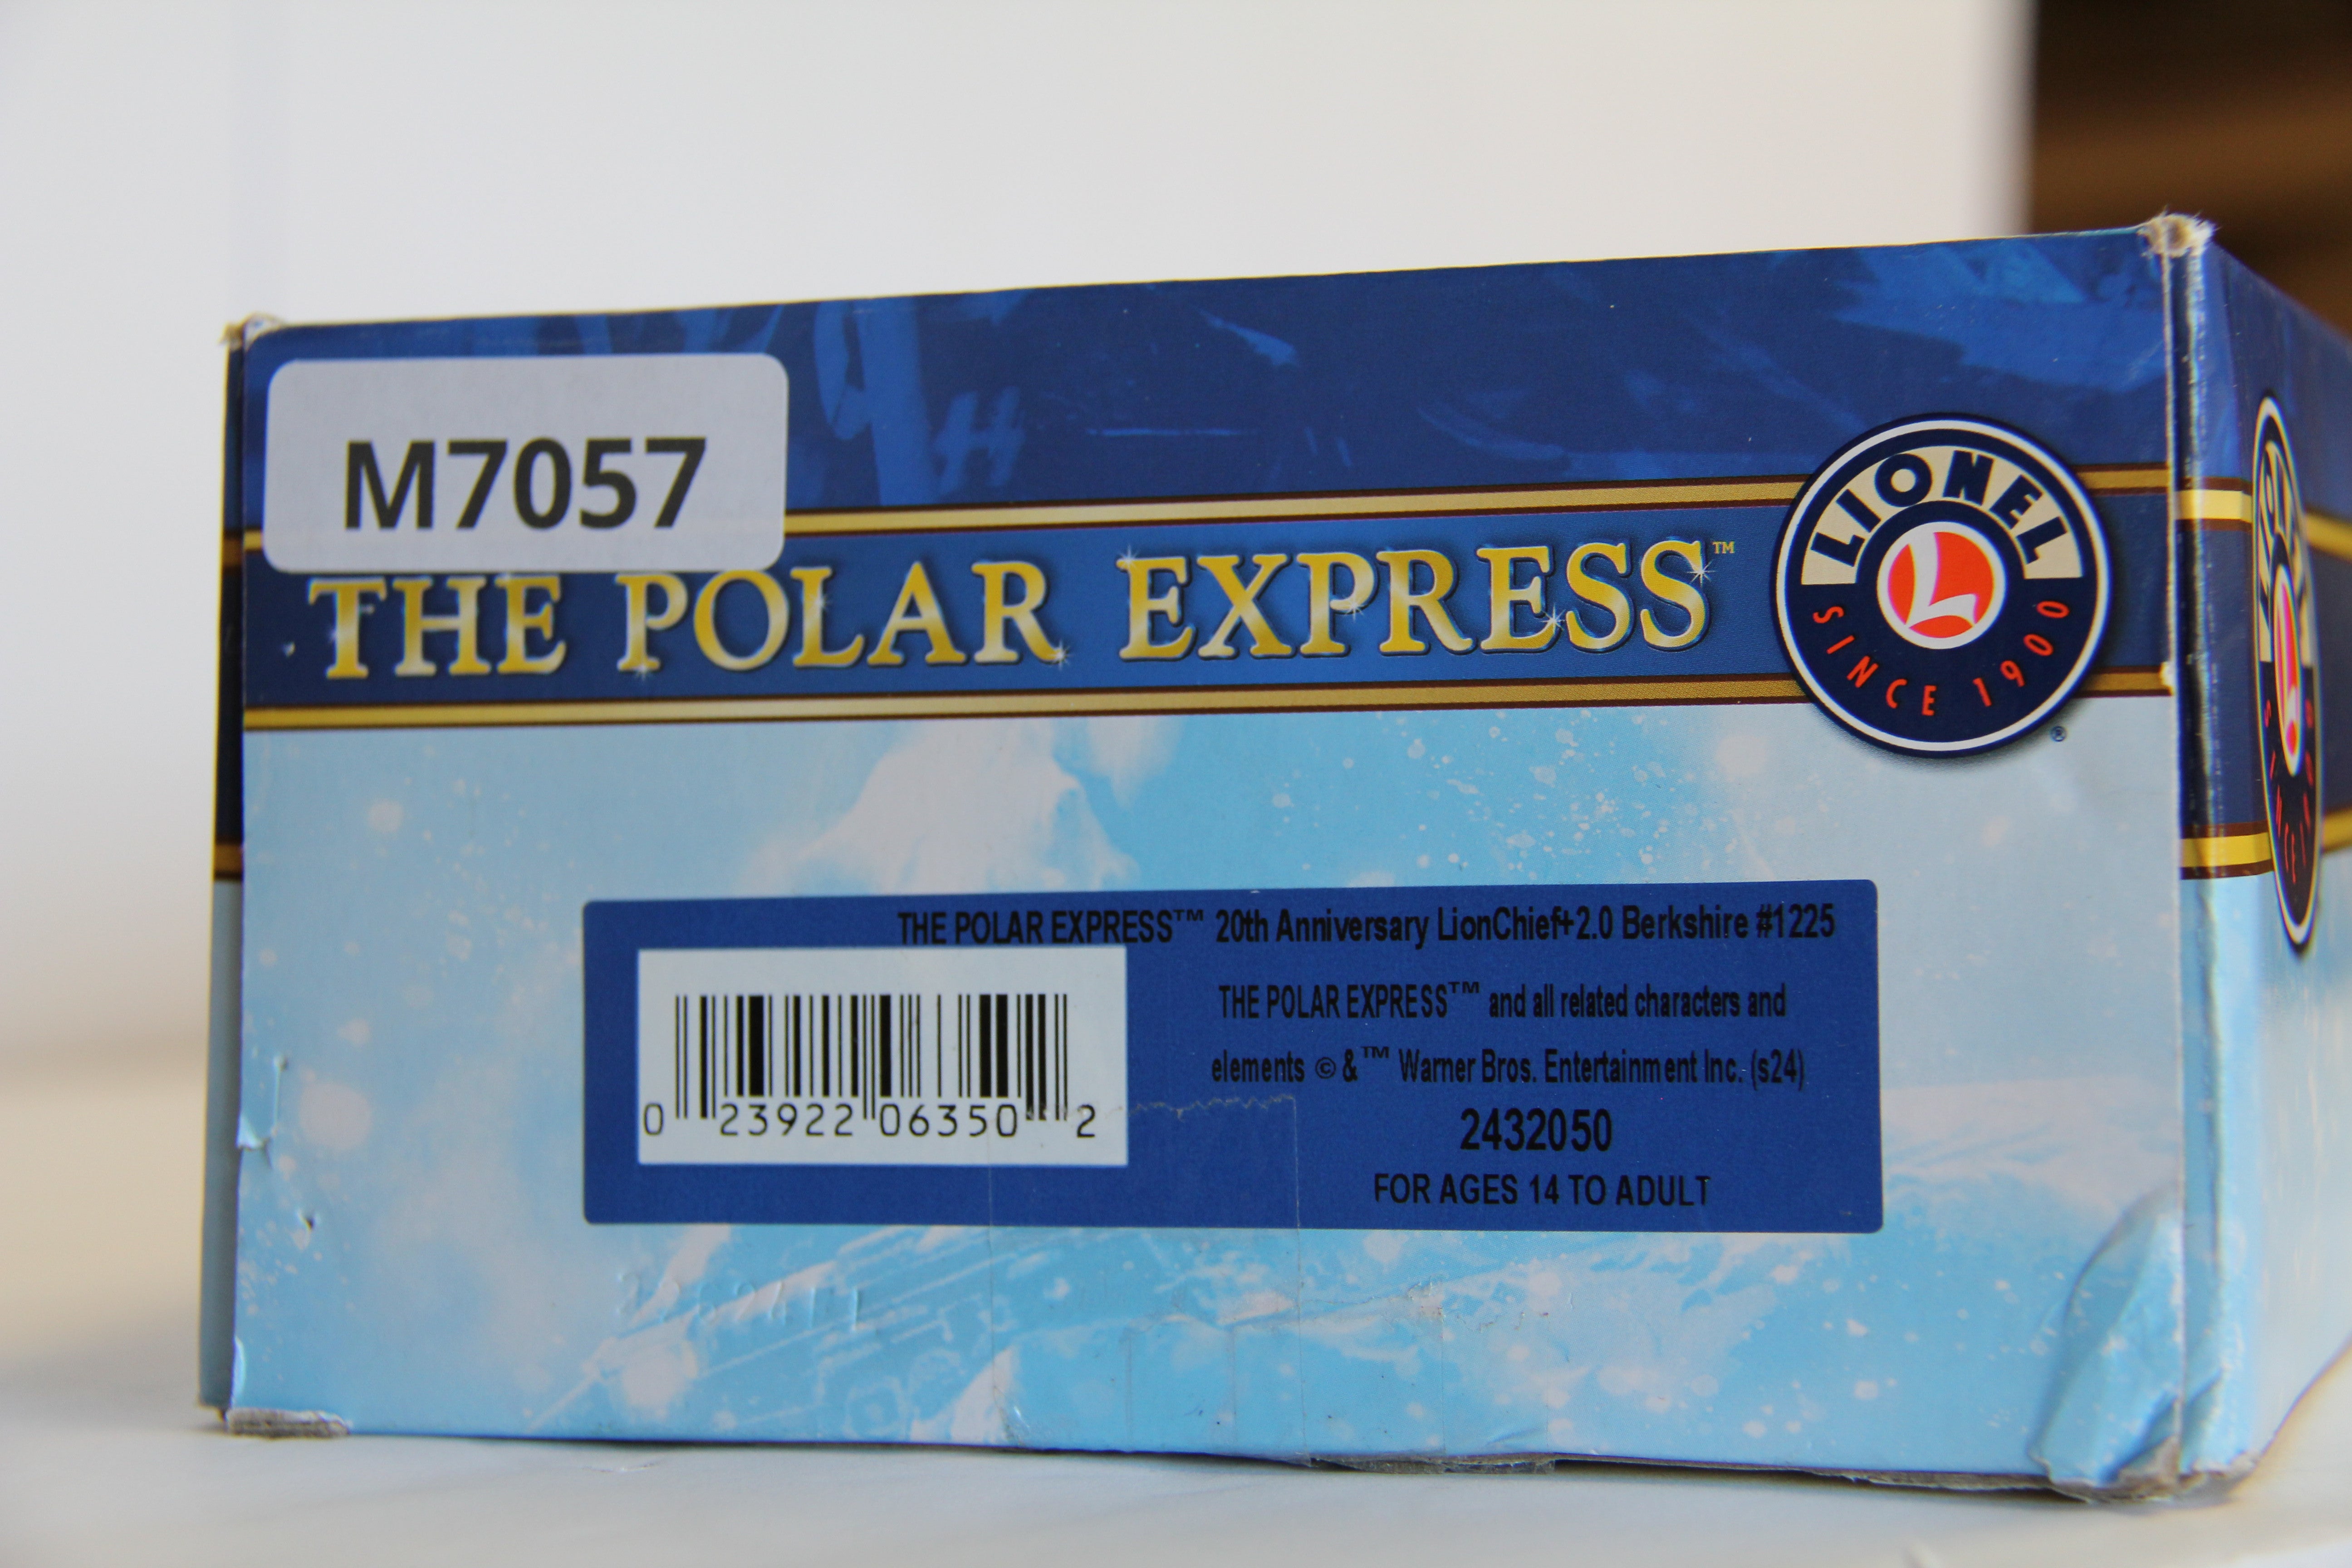 M7057
THE POLAR EXPRESS™
LIONEL
L
SINCE 1900
®
THE POLAR EXPRESS™ 20th Anniversary LionChief+2.0 Berkshire #1225
THE POLAR EXPRESS™ and all related characters and
elements © & ™ Warner Bros. Entertainment Inc. (s24)
2432050
FOR AGES 14 TO ADULT
0 23922 06350 2